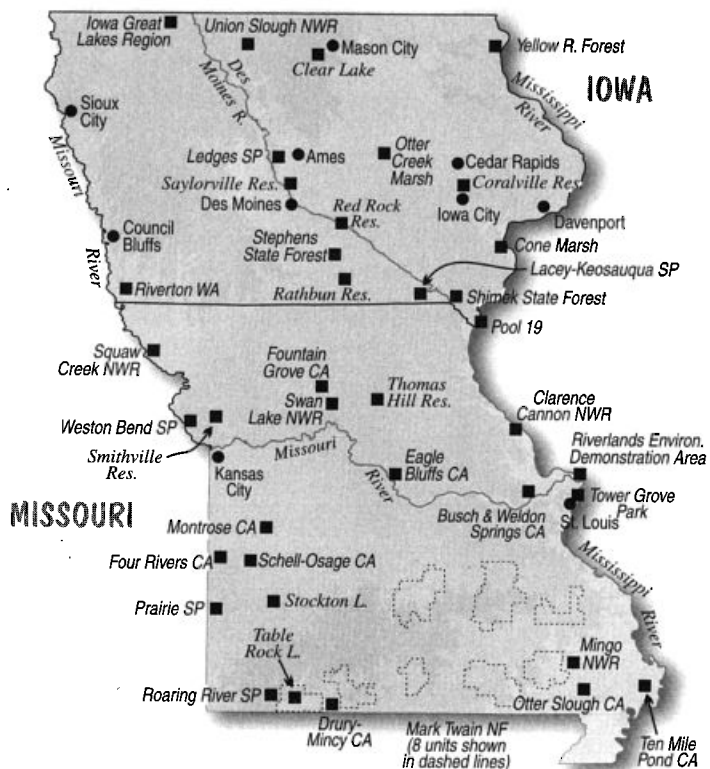 Iowa Great
Lakes Region
Union Slough NWR
Mason City
Clear Lake
Yellow R. Forest
Des
Moines R.
Mississippi
River
IOWA
Sioux
City
Missouri
River
Ledges SP
Ames
Otter
Creek
Marsh
Cedar Rapids
Coralville Res.
Saylorville Res.
Des Moines
Red Rock
Res.
Iowa City
Davenport
Council
Bluffs
Stephens
State Forest
Cone Marsh
Lacey-Keosauqua SP
Riverton WA
Rathbun Res.
Shimek State Forest
Pool 19
Squaw
Creek NWR
Fountain
Grove CA
Swan
Lake NWR
Thomas
Hill Res.
Clarence
Cannon NWR
Weston Bend SP
Smithville
Res.
Missouri
River
Kansas
City
Eagle
Bluffs CA
Riverlands Environ.
Demonstration Area
Tower Grove
Park
St. Louis
Busch & Weldon
Springs CA
MISSOURI
Montrose CA
Four Rivers CA
Schell-Osage CA
Mississippi
River
Prairie SP
Stockton L.
Table
Rock L.
Mingo
NWR
Roaring River SP
Otter Slough CA
Drury-
Mincy CA
Mark Twain NF
(8 units shown
in dashed lines)
Ten Mile
Pond CA